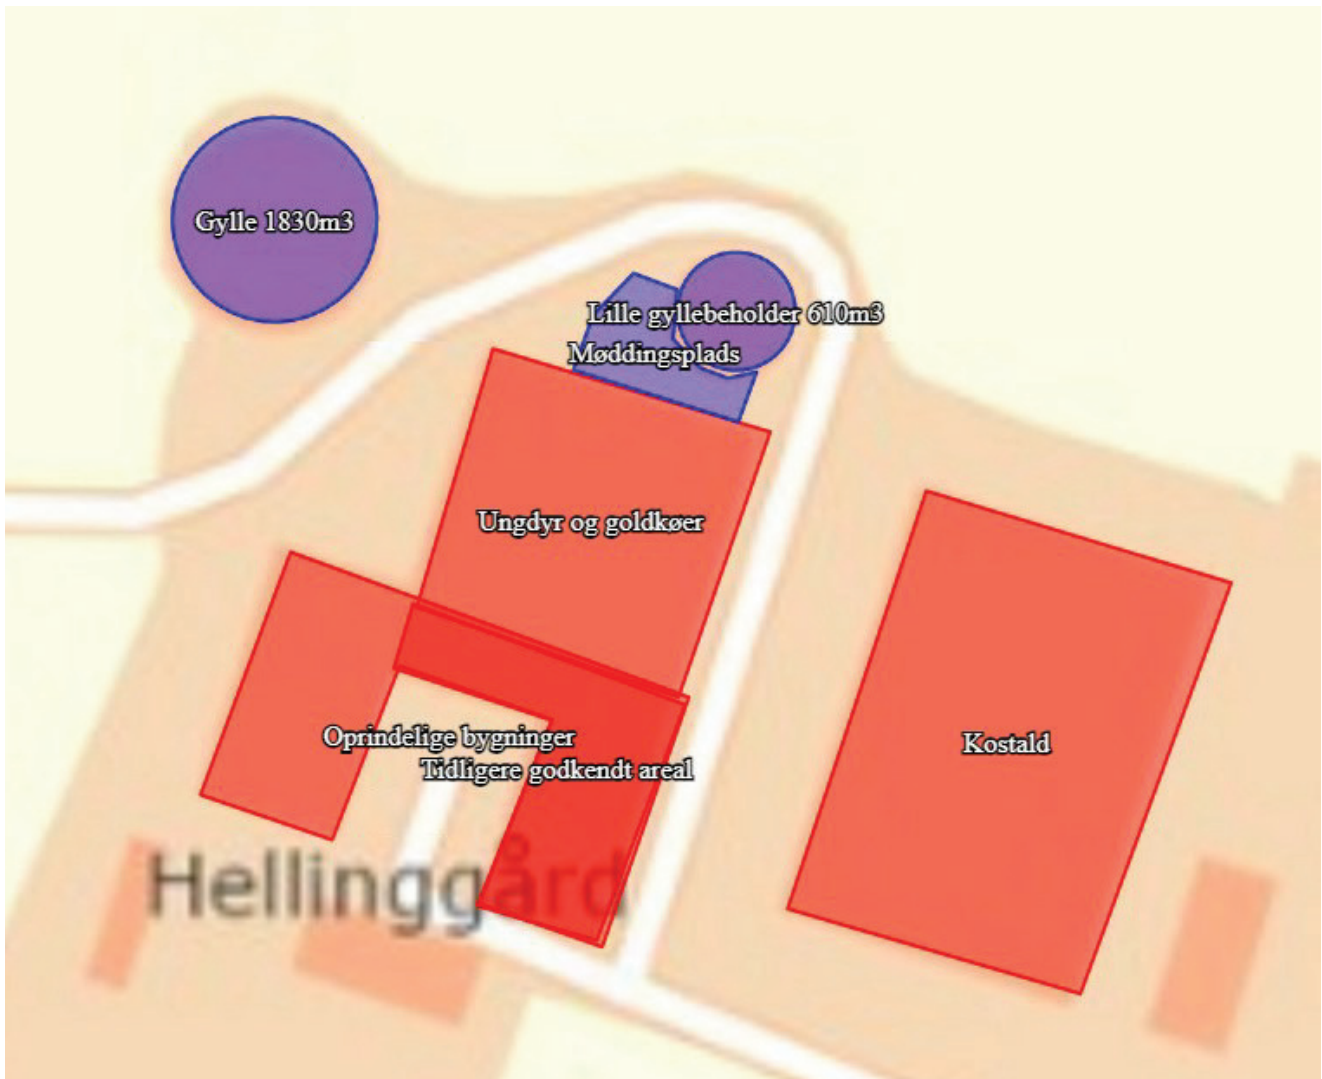 Gylle 1830m3
Lille gyllebeholder 610m3
Møddingsplads
Ungdyr og goldkøer
Oprindelige bygninger
Kostald
Tidligere godkendt areal
Hellinggård